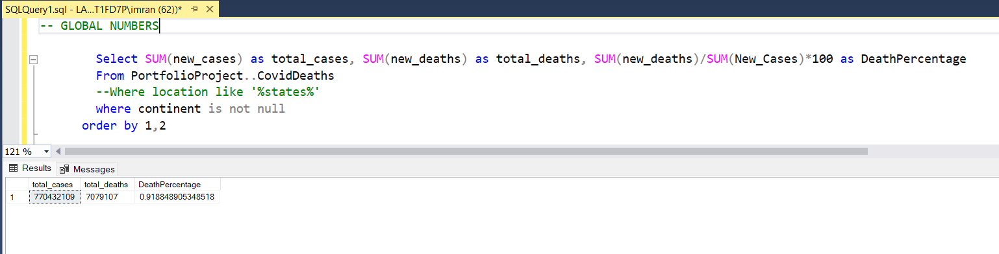 SQLQuery1.sql - LA...T1FD7P\imran (62))*
-- GLOBAL NUMBERS
Select SUM(new_cases) as total_cases, SUM(new_deaths) as total_deaths, SUM(new_deaths)/SUM(New_Cases)*100 as DeathPercentage
From PortfolioProject..CovidDeaths
--Where location like '%states%'
where continent is not null
order by 1,2
121 %
Results Messages
total_cases total_deaths DeathPercentage
1 770432109 7079107 0.918848905348518